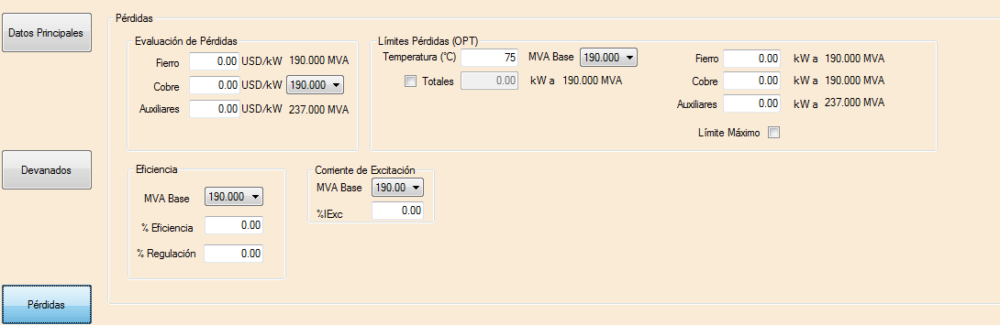 Datos Principales
Devanados
Pérdidas
Pérdidas
Evaluación de Pérdidas
Fierro 0.00 USD/kW 190.000 MVA
Cobre 0.00 USD/kW 190.000
Auxiliares 0.00 USD/kW 237.000 MVA
Límites Pérdidas (OPT)
Temperatura (°C) 75 MVA Base 190.000
Totales 0.00 kW a 190.000 MVA
Fierro 0.00 kW a 190.000 MVA
Cobre 0.00 kW a 190.000 MVA
Auxiliares 0.00 kW a 237.000 MVA
Límite Máximo
Eficiencia
MVA Base 190.000
% Eficiencia 0.00
% Regulación 0.00
Corriente de Excitación
MVA Base 190.00
%IExc 0.00